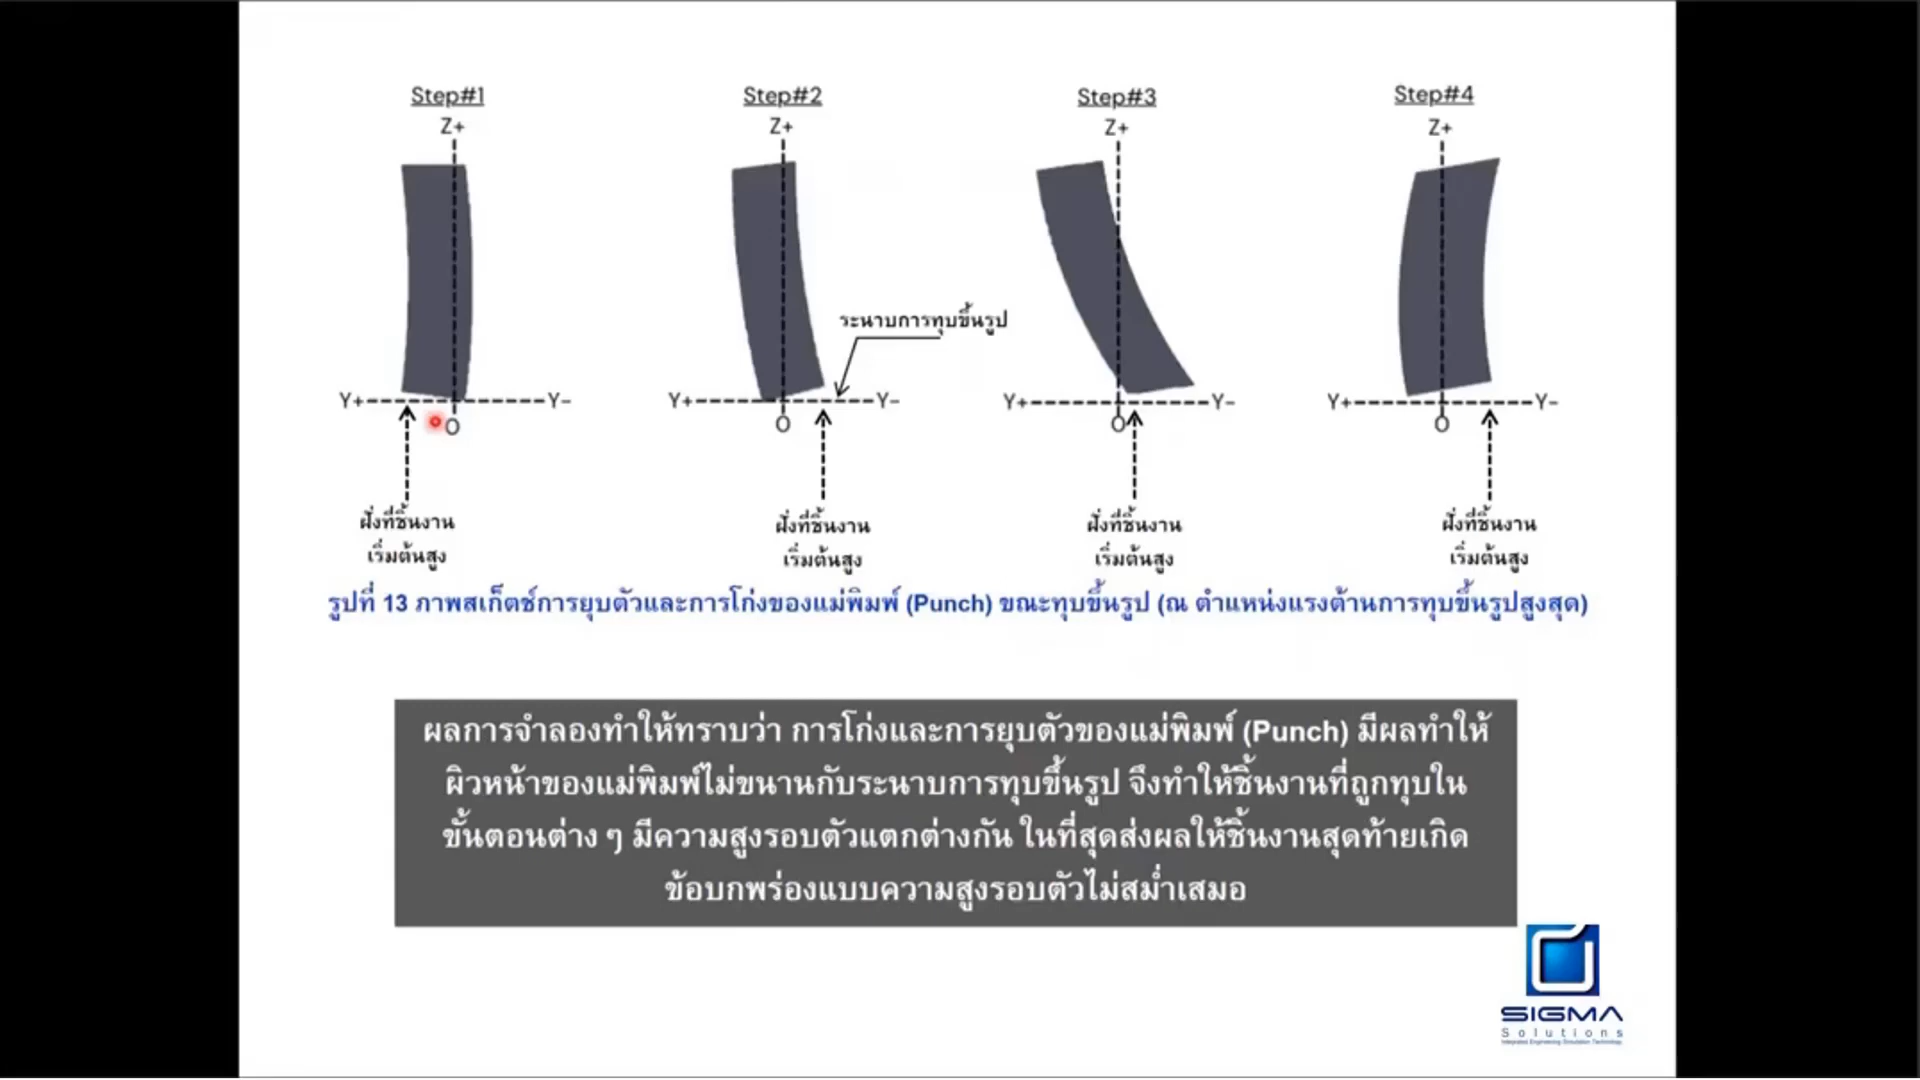 Step#1
Step#2
Step#3
Step#4
Z+
Z+
Z+
Z+
ระนาบการทุบขึ้นรูป
Y+
Y-
Y+
Y-
Y+
Y-
Y+
Y-
O
O
O
O
ฝั่งที่ชิ้นงาน
เริ่มต้นสูง
ฝั่งที่ชิ้นงาน
เริ่มต้นสูง
ฝั่งที่ชิ้นงาน
เริ่มต้นสูง
ฝั่งที่ชิ้นงาน
เริ่มต้นสูง
รูปที่ 13 ภาพสเก็ตช์การยุบตัวและการโก่งของแม่พิมพ์ (Punch) ขณะทุบขึ้นรูป (ณ ตำแหน่งแรงต้านการทุบขึ้นรูปสูงสุด)
ผลการจำลองทำให้ทราบว่า การโก่งและการยุบตัวของแม่พิมพ์ (Punch) มีผลทำให้
ผิวหน้าของแม่พิมพ์ไม่ขนานกับระนาบการทุบขึ้นรูป จึงทำให้ชิ้นงานที่ถูกทุบใน
ขั้นตอนต่าง ๆ มีความสูงรอบตัวแตกต่างกัน ในที่สุดส่งผลให้ชิ้นงานสุดท้ายเกิด
ข้อบกพร่องแบบความสูงรอบตัวไม่สม่ำเสมอ
SIGMA
Solutions
Integrated Engineering Simulation Technology